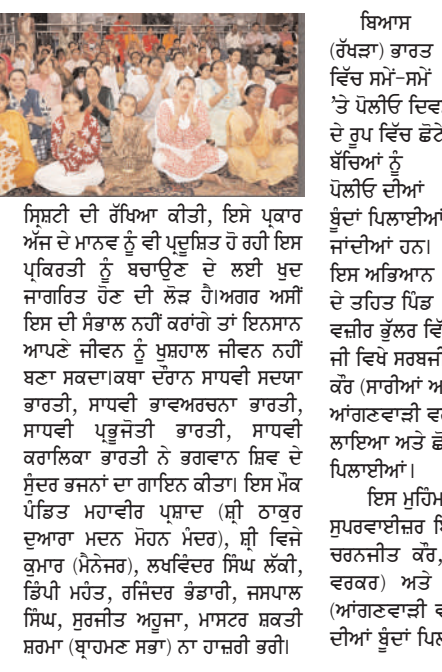 ਸ੍ਰਿਸ਼ਟੀ ਦੀ ਰੱਖਿਆ ਕੀਤੀ, ਇਸੇ ਪ੍ਰਕਾਰ
ਅੱਜ ਦੇ ਮਾਨਵ ਨੂੰ ਵੀ ਪ੍ਰਦੂਸ਼ਿਤ ਹੋ ਰਹੀ ਇਸ
ਪ੍ਰਕਿਰਤੀ ਨੂੰ ਬਚਾਉਣ ਦੇ ਲਈ ਖੁਦ
ਜਾਗਰਿਤ ਹੋਣ ਦੀ ਲੋੜ ਹੈ।ਅਗਰ ਅਸੀਂ
ਇਸ ਦੀ ਸੰਭਾਲ ਨਹੀਂ ਕਰਾਂਗੇ ਤਾਂ ਇਨਸਾਨ
ਆਪਣੇ ਜੀਵਨ ਨੂੰ ਖੁਸ਼ਹਾਲ ਜੀਵਨ ਨਹੀਂ
ਬਣਾ ਸਕਦਾ।ਕਥਾ ਦੌਰਾਨ ਸਾਧਵੀ ਸਦਯਾ
ਭਾਰਤੀ, ਸਾਧਵੀ ਭਾਵਅਰਚਨਾ ਭਾਰਤੀ,
ਸਾਧਵੀ ਪ੍ਰਭੂਜੋਤੀ ਭਾਰਤੀ, ਸਾਧਵੀ
ਕਰਾਲਿਕਾ ਭਾਰਤੀ ਨੇ ਭਗਵਾਨ ਸ਼ਿਵ ਦੇ
ਸੁੰਦਰ ਭਜਨਾਂ ਦਾ ਗਾਇਨ ਕੀਤਾ। ਇਸ ਮੌਕ
ਪੰਡਿਤ ਮਹਾਵੀਰ ਪ੍ਰਸ਼ਾਦ (ਸ਼੍ਰੀ ਠਾਕੁਰ
ਦੁਆਰਾ ਮਦਨ ਮੋਹਨ ਮੰਦਰ), ਸ਼੍ਰੀ ਵਿਜੇ
ਕੁਮਾਰ (ਮੈਨੇਜਰ), ਲਖਵਿੰਦਰ ਸਿੰਘ ਲੱਕੀ,
ਡਿੰਪੀ ਮਹੰਤ, ਰਜਿੰਦਰ ਭੰਡਾਰੀ, ਜਸਪਾਲ
ਸਿੰਘ, ਸੁਰਜੀਤ ਅਹੂਜਾ, ਮਾਸਟਰ ਸ਼ਕਤੀ
ਸ਼ਰਮਾ (ਬ੍ਰਾਹਮਣ ਸਭਾ) ਨਾ ਹਾਜ਼ਰੀ ਭਰੀ।
ਬਿਆਸ
(ਰੱਖੜਾ) ਭਾਰਤ
ਵਿੱਚ ਸਮੇਂ-ਸਮੇਂ
'ਤੇ ਪੋਲੀਓ
ਦੇ ਰੂਪ ਵਿੱਚ
ਬੱਚਿਆਂ ਨੂੰ
ਪੋਲੀਓ ਦੀਆਂ
ਬੂੰਦਾਂ ਪਿਲਾਈਆਂ
ਜਾਂਦੀਆਂ ਹਨ।
ਇਸ ਅਭਿਆਨ
ਦੇ ਤਹਿਤ ਪਿੰਡ
ਵਜ਼ੀਰ ਭੁੱਲਰ
ਜੀ ਵਿਖੇ
ਕੌਰ (ਸਾਰੀਆਂ
ਆਂਗਣਵਾੜੀ
ਲਾਇਆ ਅਤੇ
ਪਿਲਾਈਆਂ।
ਇਸ ਮੁਹਿੰਮ
ਸੁਪਰਵਾਈਜ਼ਰ
ਚਰਨਜੀਤ ਕੌਰ,
ਵਰਕਰ) ਅਤੇ
(ਆਂਗਣਵਾੜੀ
ਦੀਆਂ ਬੂੰਦਾਂ